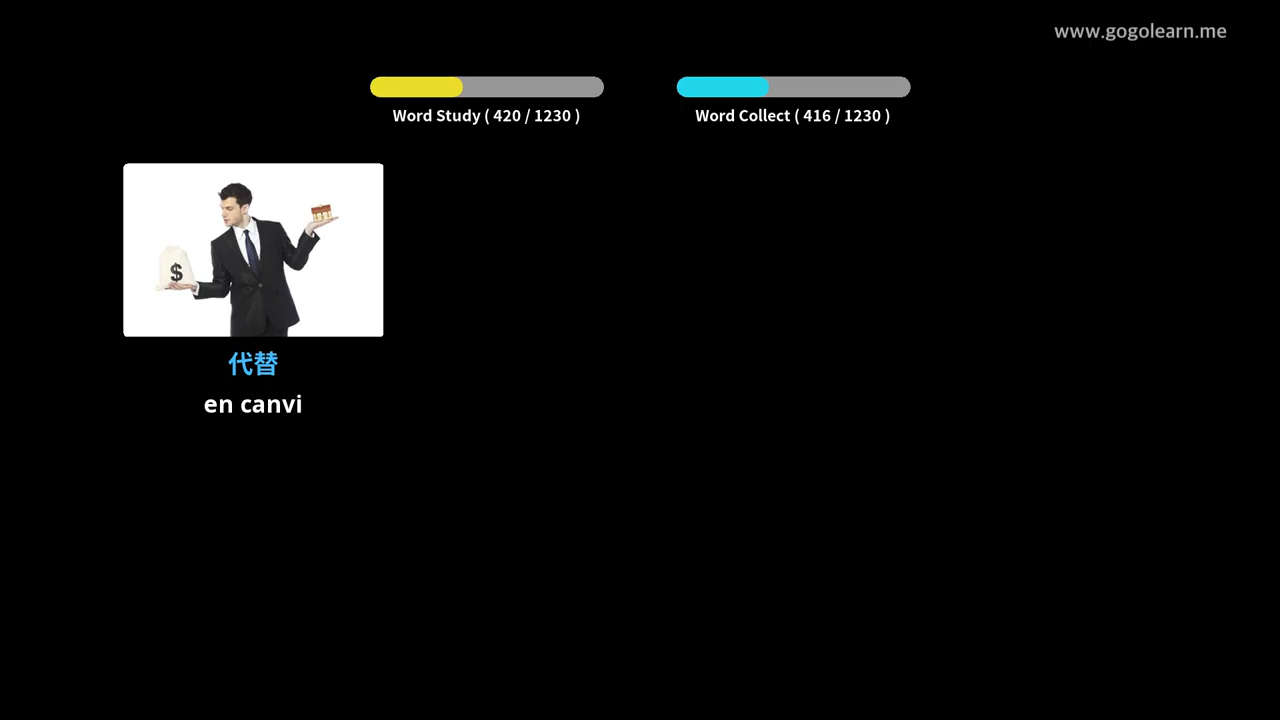 www.gogolearn.me
Word Study ( 420 / 1230 )
Word Collect ( 416 / 1230 )
$
代替
en canvi